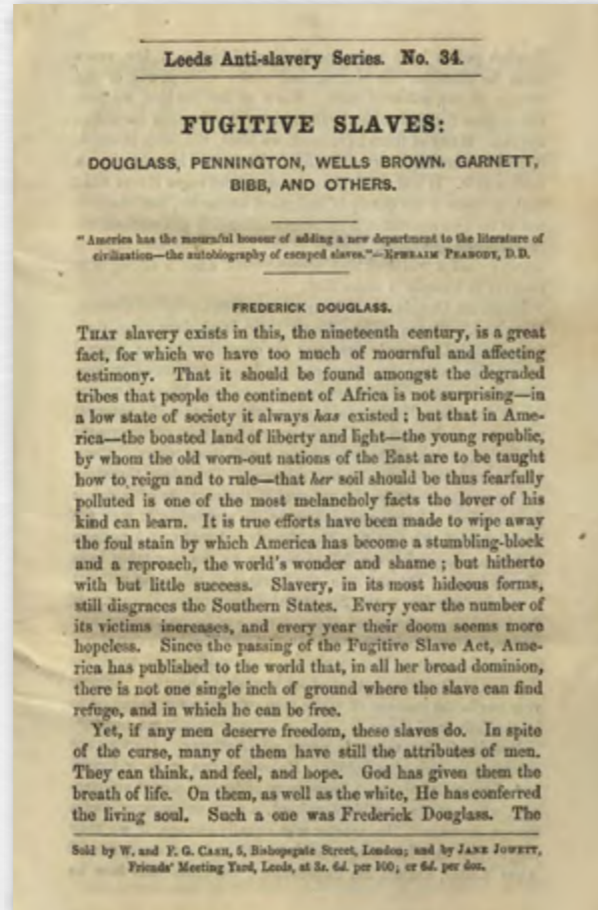 Leeds Anti-slavery Series. No. 34.
FUGITIVE SLAVES:
DOUGLASS, PENNINGTON, WELLS BROWN, GARNETT,
BIBB, AND OTHERS.
"America has the mournful honour of adding a new department to the literature of
civilization—the autobiography of escaped slaves."—EPHRAIM PEABODY, D.D.
FREDERICK DOUGLASS.
THAT slavery exists in this, the nineteenth century, is a great
fact, for which we have too much of mournful and affecting
testimony. That it should be found amongst the degraded
tribes that people the continent of Africa is not surprising—in
a low state of society it always has existed; but that in Ame-
rica—the boasted land of liberty and light—the young republic,
by whom the old worn-out nations of the East are to be taught
how to reign and to rule—that her soil should be thus fearfully
polluted is one of the most melancholy facts the lover of his
kind can learn. It is true efforts have been made to wipe away
the foul stain by which America has become a stumbling-block
and a reproach, the world's wonder and shame; but hitherto
with but little success. Slavery, in its most hideous forms,
still disgraces the Southern States. Every year the number of
its victims increases, and every year their doom seems more
hopeless. Since the passing of the Fugitive Slave Act, Ame-
rica has published to the world that, in all her broad dominion,
there is not one single inch of ground where the slave can find
refuge, and in which he can be free.
Yet, if any men deserve freedom, these slaves do. In spite
of the curse, many of them have still the attributes of men.
They can think, and feel, and hope. God has given them the
breath of life. On them, as well as the white, He has conferred
the living soul. Such a one was Frederick Douglass. The
Sold by W. and F. G. CASH, 5, Bishopsgate Street, London; and by JANE JOWETT,
Friends' Meeting Yard, Leeds, at 3s. 6d. per 100; or 6d. per doz.